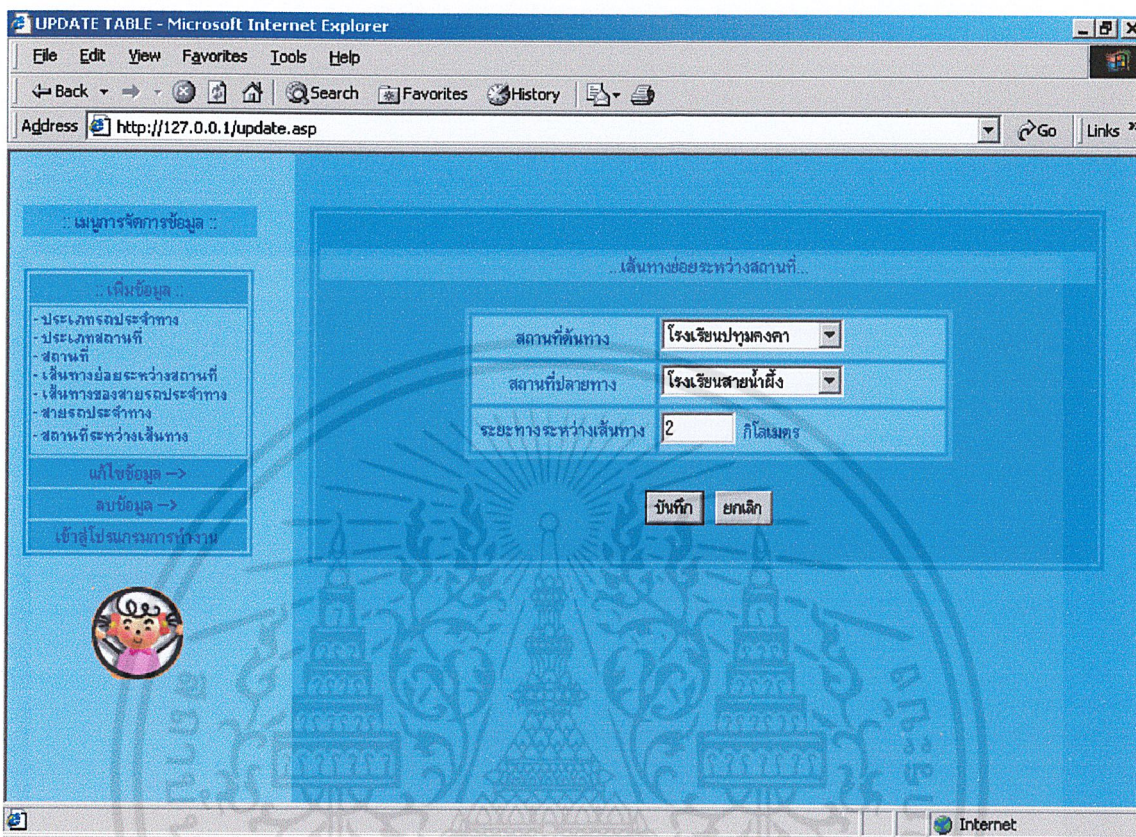 UPDATE TABLE - Microsoft Internet Explorer
File Edit View Favorites Tools Help
Back Search Favorites History
Address http://127.0.0.1/update.asp Go Links »
:: เมนูการจัดการข้อมูล ::
:: เพิ่มข้อมูล ::
- ประเภทรถประจำทาง
- ประเภทสถานที่
- สถานที่
- เส้นทางย่อยระหว่างสถานที่
- เส้นทางของสายรถประจำทาง
- สายรถประจำทาง
- สถานที่ระหว่างเส้นทาง
แก้ไขข้อมูล -->
ลบข้อมูล -->
เข้าสู่โปรแกรมการทำงาน
...เส้นทางย่อยระหว่างสถานที่...
สถานที่ต้นทาง โรงเรียนปทุมคงคา
สถานที่ปลายทาง โรงเรียนสายน้ำผึ้ง
ระยะทางระหว่างเส้นทาง 2 กิโลเมตร
บันทึก ยกเลิก
Internet